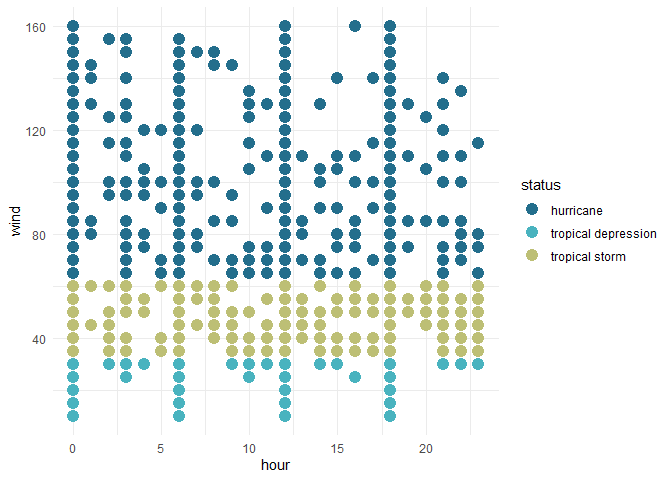 160
120
80
40
wind
0 5 10 15 20
hour
status
hurricane
tropical depression
tropical storm